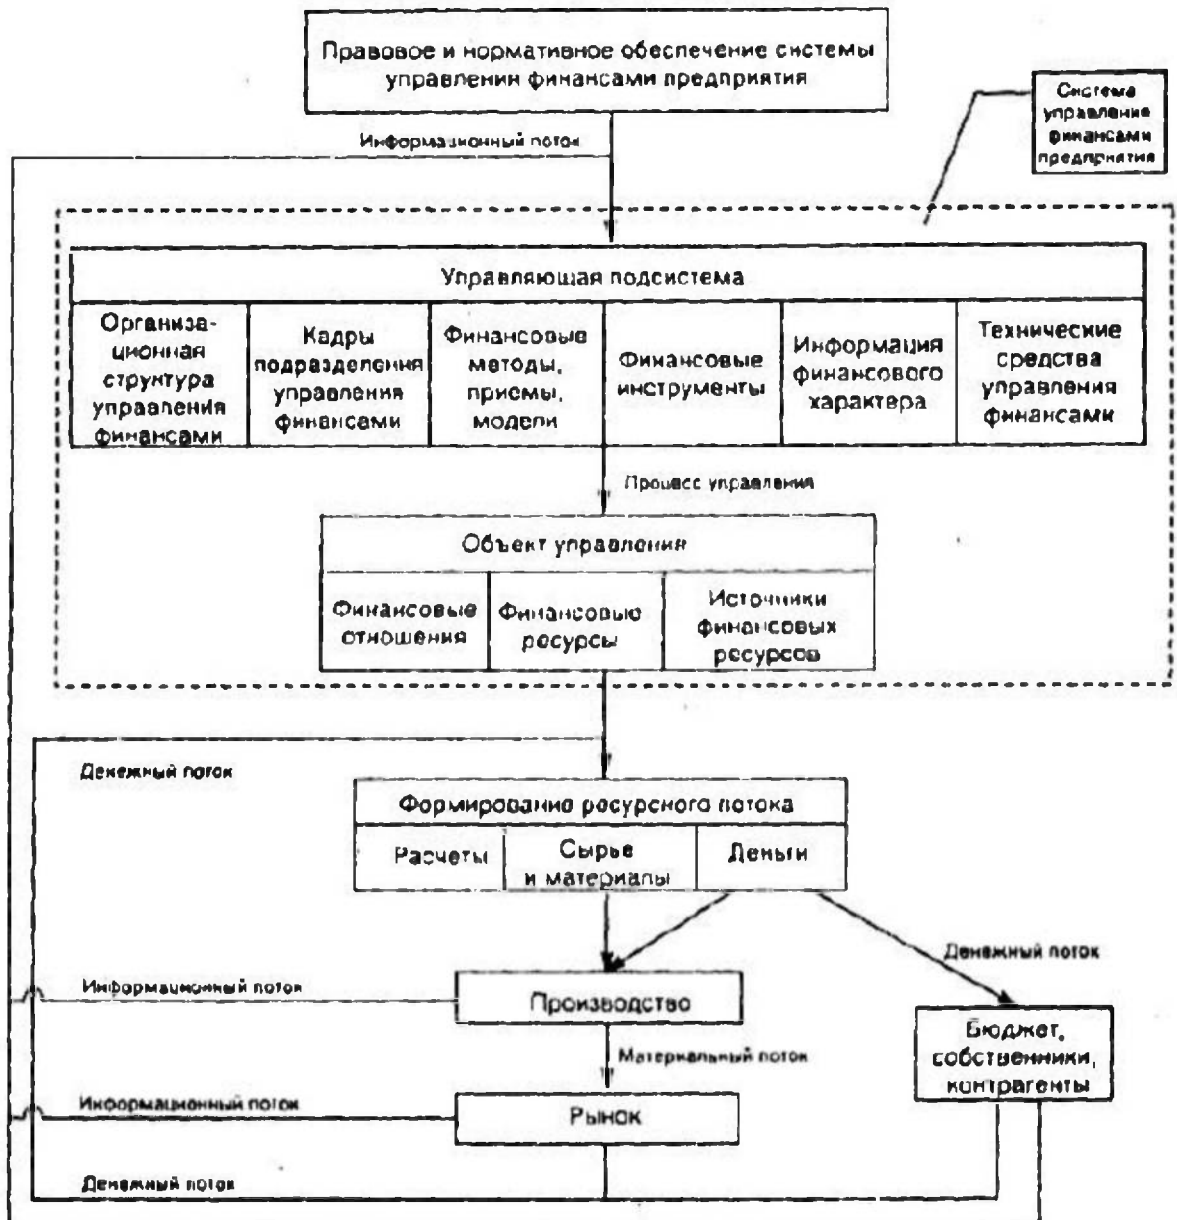 Правовое и нормативное обеспечение системы
управления финансами предприятия
Система
управление
финансами
предприятия
Информационный поток
Управляющая подсистема
Организа-
ционная
структура
управления
финансами
Кадры
подразделения
управления
финансами
Финансовые
методы,
приемы,
модели
Финансовые
инструменты
Информация
финансового
характера
Технические
средства
управления
финансами
Процесс управления
Объект управления
Финансовые
отношения
Финансовые
ресурсы
Источники
финансовых
ресурсов
Денежный поток
Формирование ресурсного потока
Расчеты
Сырье
и материалы
Деньги
Денежный поток
Информационный поток
Производство
Бюджет,
собственники,
контрагенты
Материальный поток
Информационный поток
Рынок
Денежный поток